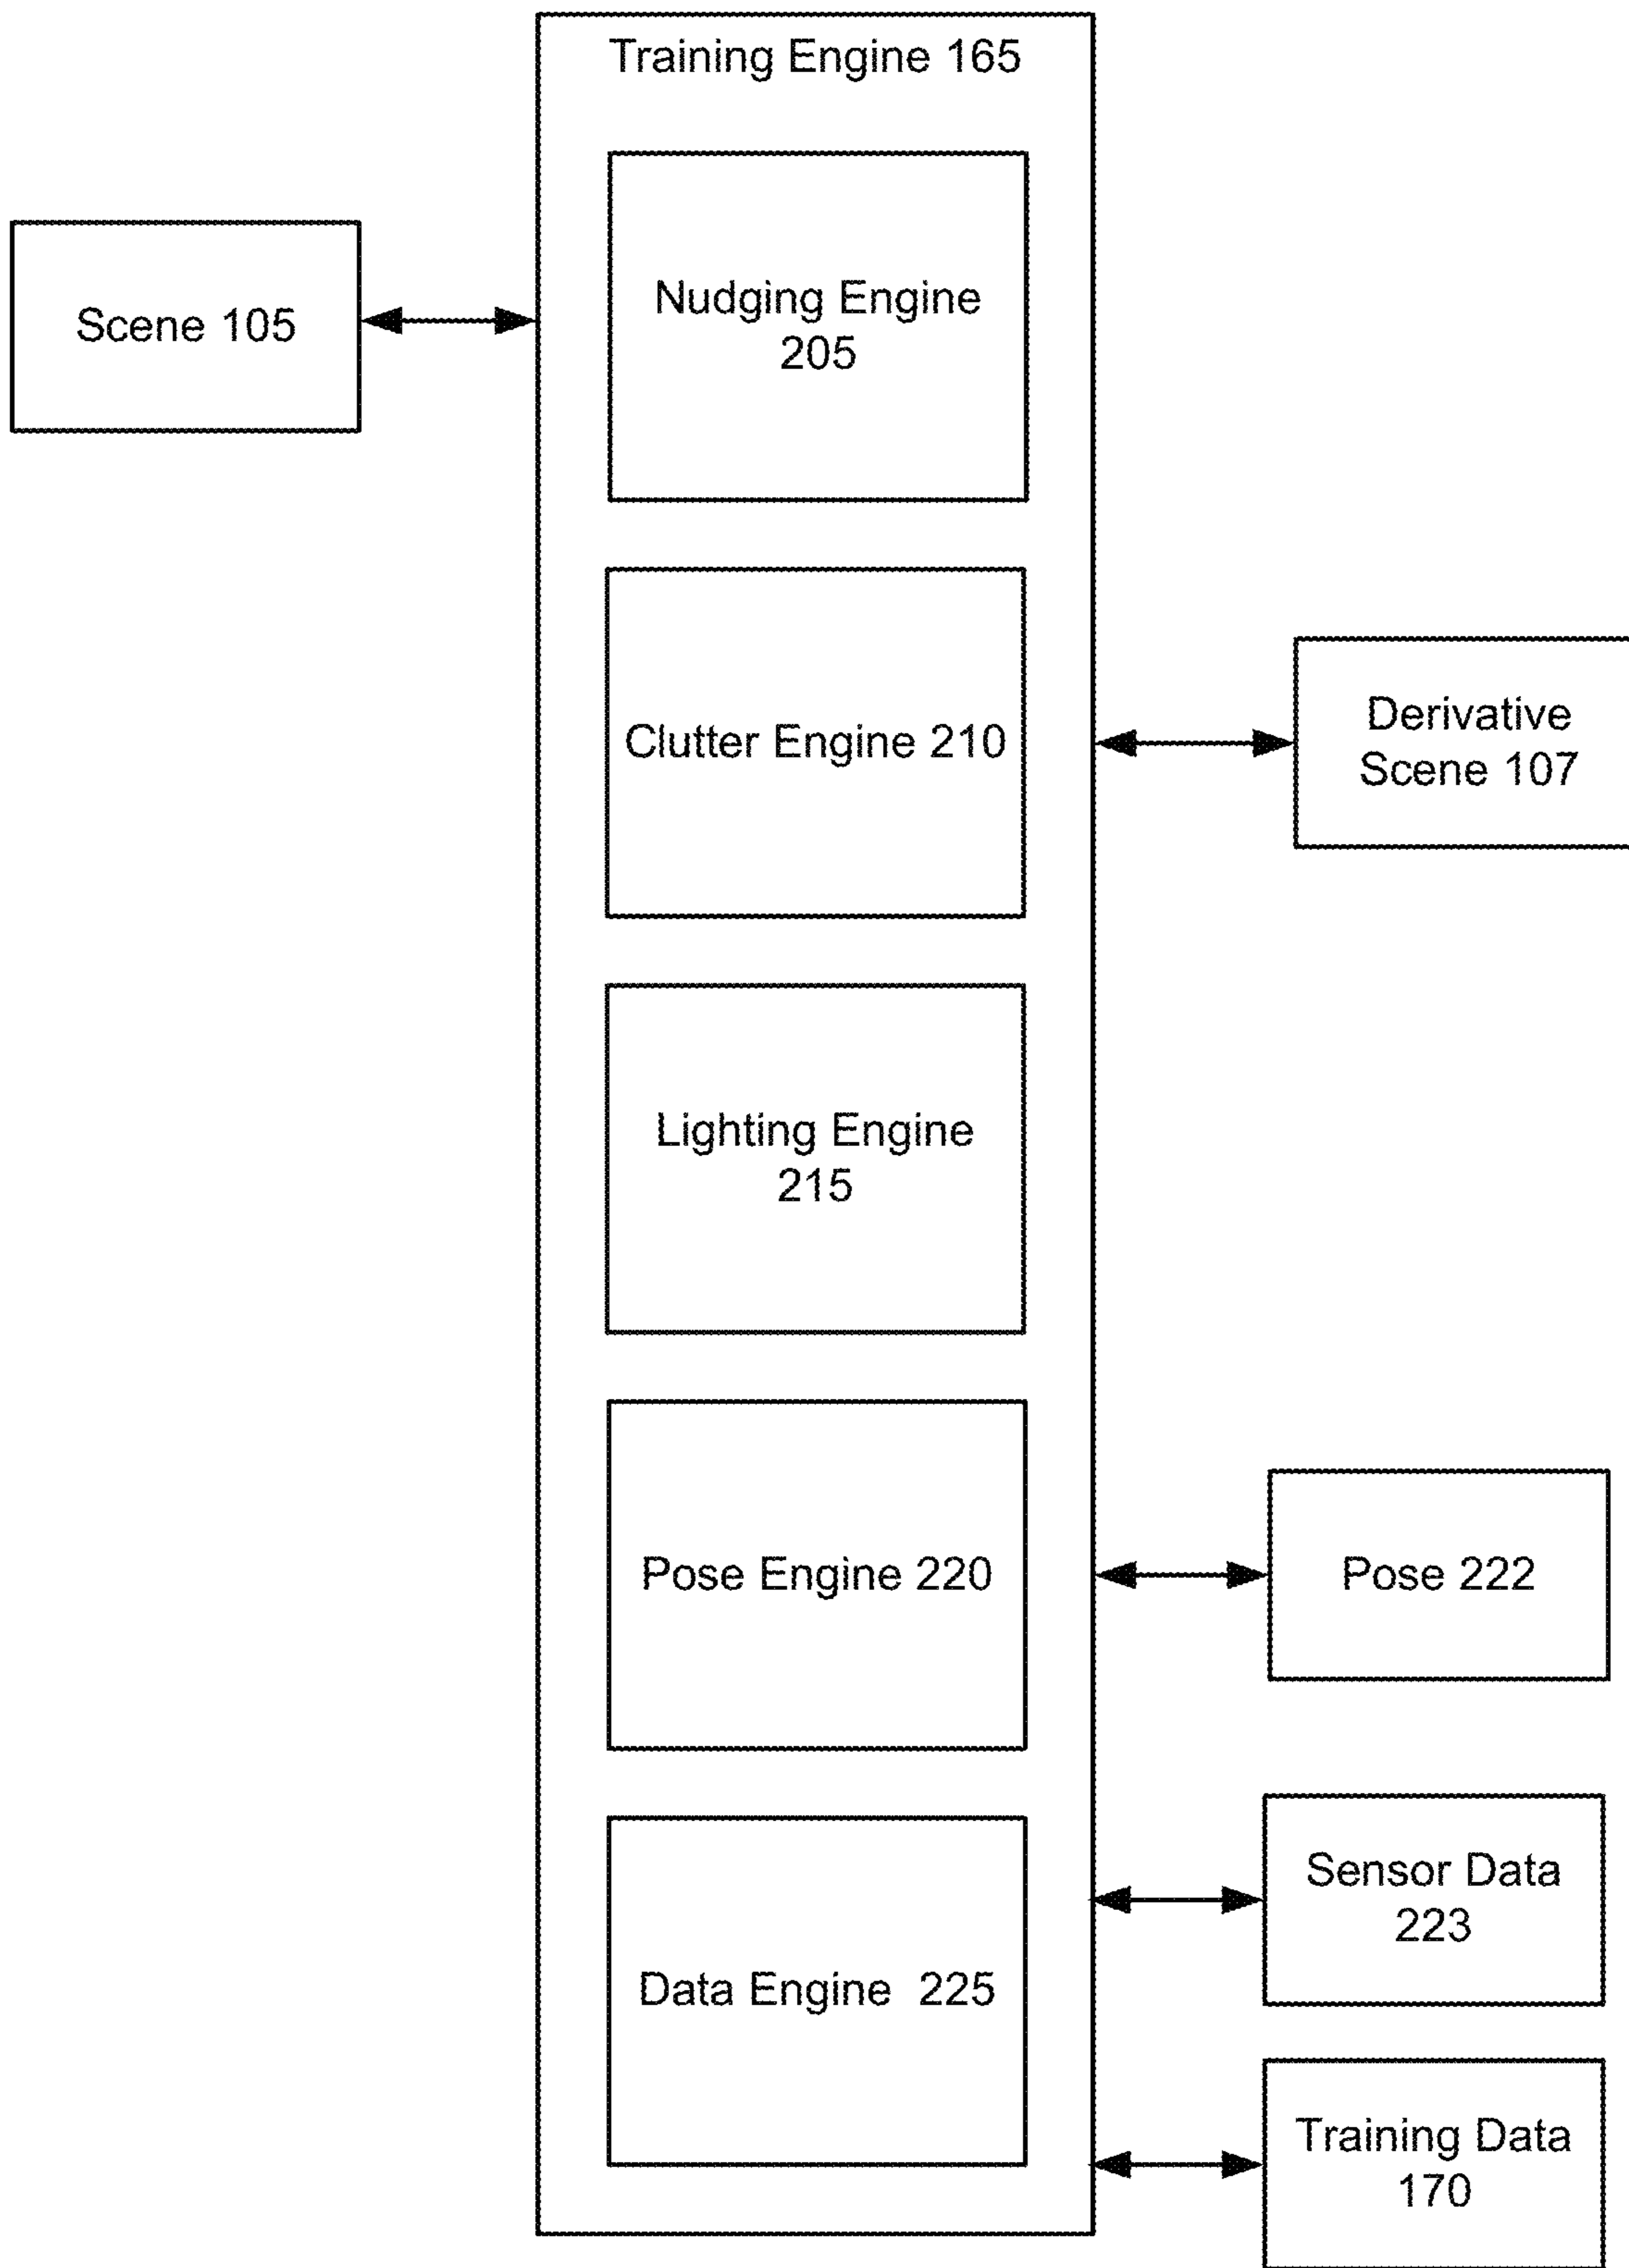 Training Engine 165
Scene 105
Nudging Engine
205
Clutter Engine 210
Derivative
Scene 107
Lighting Engine
215
Pose Engine 220
Pose 222
Sensor Data
223
Data Engine 225
Training Data
170